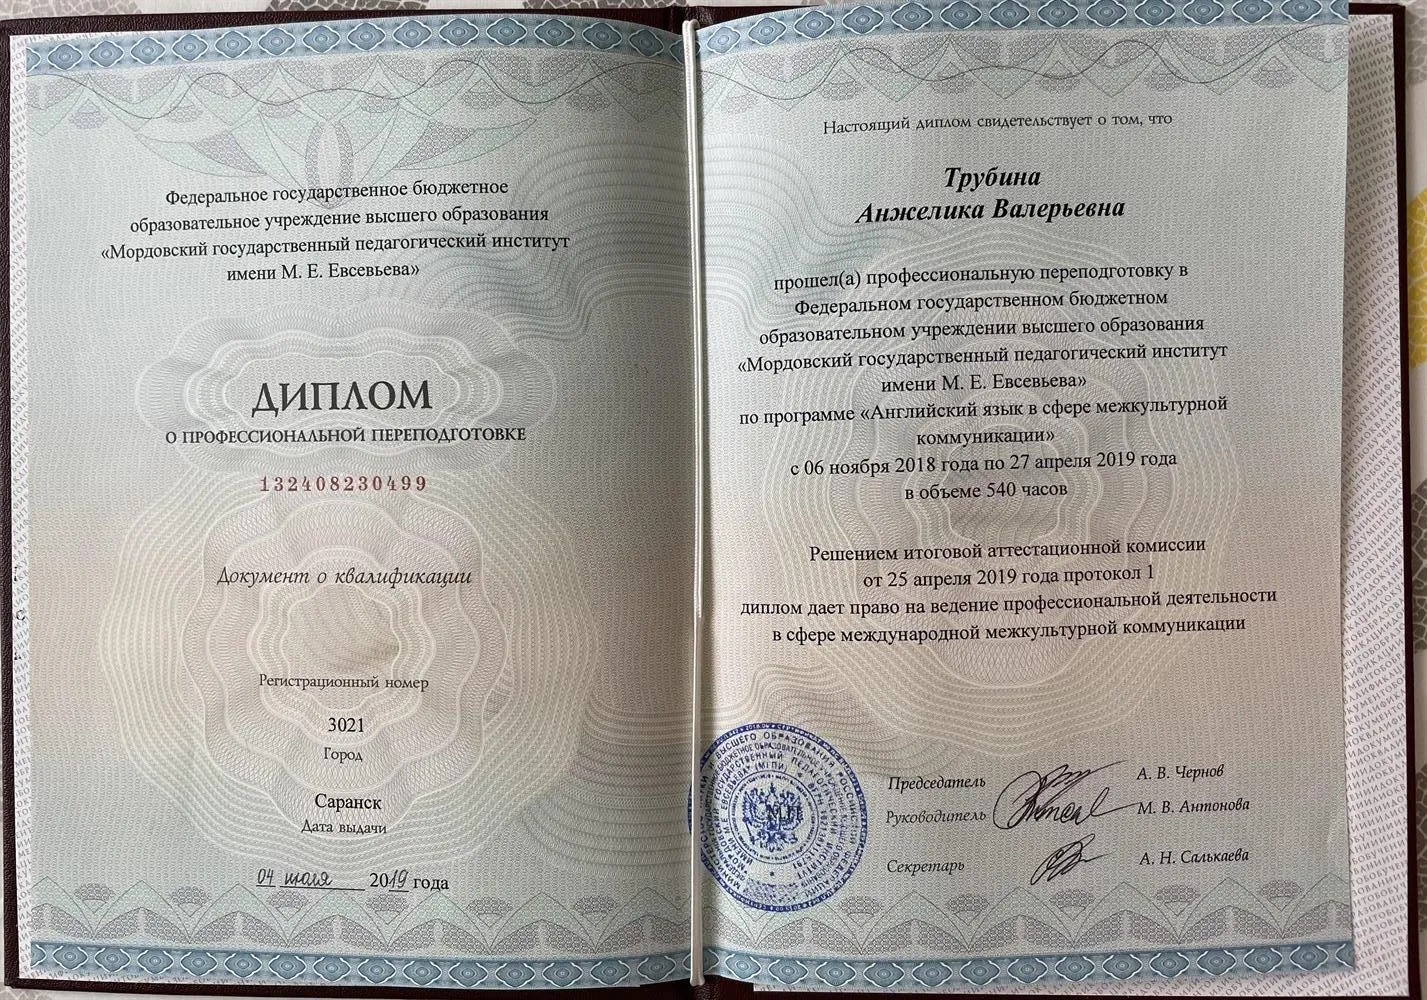 Федеральное государственное бюджетное
образовательное учреждение высшего образования
«Мордовский государственный педагогический институт
имени М. Е. Евсевьева»
ДИПЛОМ
О ПРОФЕССИОНАЛЬНОЙ ПЕРЕПОДГОТОВКЕ
132408230499
Документ о квалификации
Регистрационный номер
3021
Город
Саранск
Дата выдачи
04 июля 2019 года
Настоящий диплом свидетельствует о том, что
Трубина
Анжелика Валерьевна
прошел(а) профессиональную переподготовку в
Федеральном государственном бюджетном
образовательном учреждении высшего образования
«Мордовский государственный педагогический институт
имени М. Е. Евсевьева»
по программе «Английский язык в сфере межкультурной
коммуникации»
с 06 ноября 2018 года по 27 апреля 2019 года
в объеме 540 часов
Решением итоговой аттестационной комиссии
от 25 апреля 2019 года протокол 1
диплом дает право на ведение профессиональной деятельности
в сфере международной межкультурной коммуникации
Председатель А. В. Чернов
Руководитель М. В. Антонова
Секретарь А. Н. Салькаева
М.П.